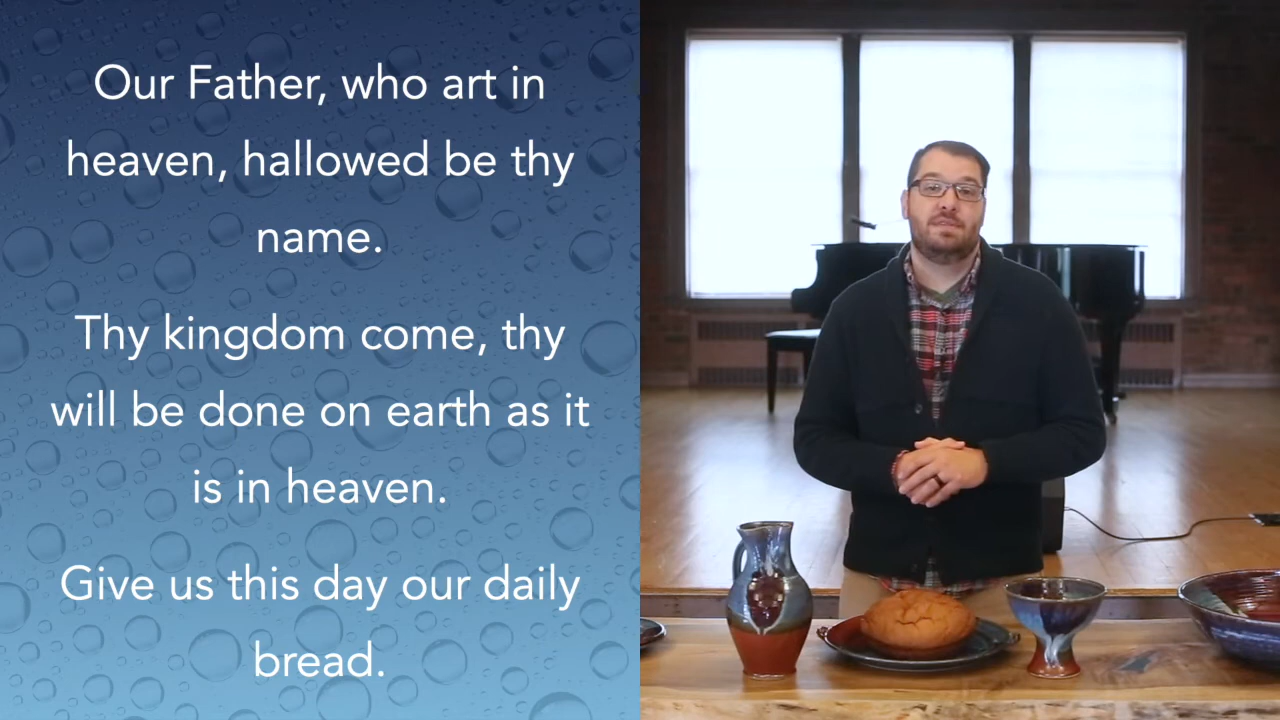 Our Father, who art in
heaven, hallowed be thy
name.
Thy kingdom come, thy
will be done on earth as it
is in heaven.
Give us this day our daily
bread.